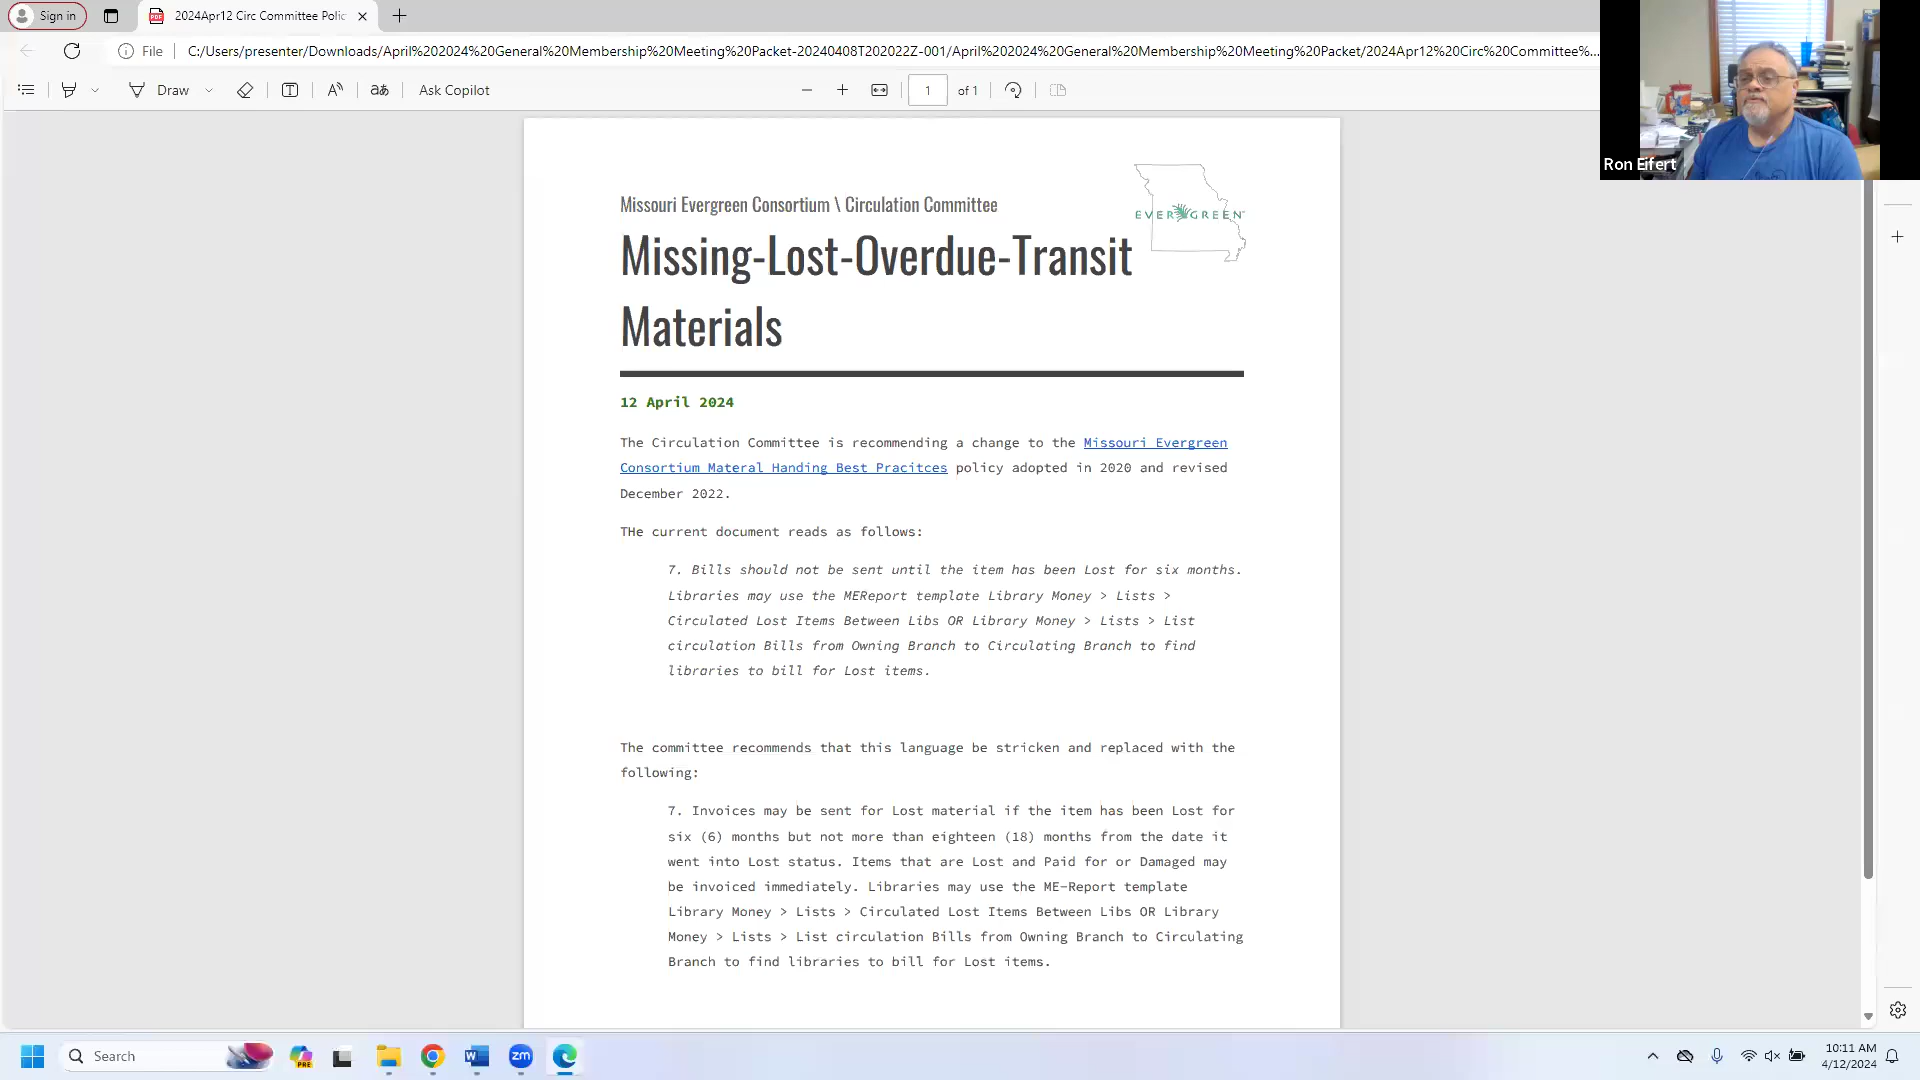 Sign in
2024Apr12 Circ Committee Polic
File
C:/Users/presenter/Downloads/April%202024%20General%20Membership%20Meeting%20Packet-20240408T202022Z-001/April%202024%20General%20Membership%20Meeting%20Packet/2024Apr12%20Circ%20Committee%...
Draw
Ask Copilot
1
of 1
Ron Eifert
Missouri Evergreen Consortium \ Circulation Committee
EVERGREEN
Missing-Lost-Overdue-Transit
Materials
12 April 2024
The Circulation Committee is recommending a change to the Missouri Evergreen
Consortium Materal Handing Best Pracitces policy adopted in 2020 and revised
December 2022.
THe current document reads as follows:
7. Bills should not be sent until the item has been Lost for six months.
Libraries may use the MEReport template Library Money > Lists >
Circulated Lost Items Between Libs OR Library Money > Lists > List
circulation Bills from Owning Branch to Circulating Branch to find
libraries to bill for Lost items.
The committee recommends that this language be stricken and replaced with the
following:
7. Invoices may be sent for Lost material if the item has been Lost for
six (6) months but not more than eighteen (18) months from the date it
went into Lost status. Items that are Lost and Paid for or Damaged may
be invoiced immediately. Libraries may use the ME-Report template
Library Money > Lists > Circulated Lost Items Between Libs OR Library
Money > Lists > List circulation Bills from Owning Branch to Circulating
Branch to find libraries to bill for Lost items.
Search
PRE
W
zm
10:11 AM
4/12/2024